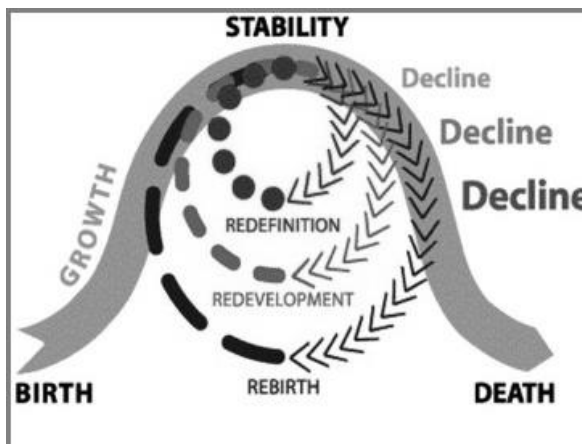 STABILITY
Decline
Decline
Decline
GROWTH
REDEFINITION
REDEVELOPMENT
REBIRTH
BIRTH
DEATH